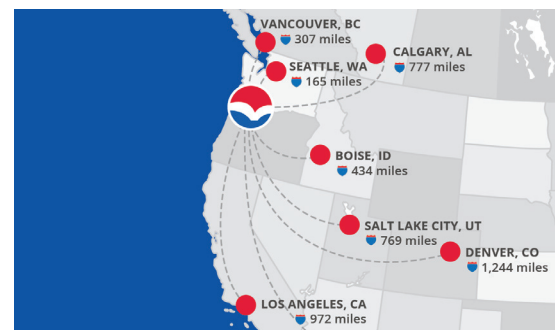 VANCOUVER, BC
307 miles
CALGARY, AL
777 miles
SEATTLE, WA
165 miles
BOISE, ID
434 miles
SALT LAKE CITY, UT
769 miles
DENVER, CO
1,244 miles
LOS ANGELES, CA
972 miles